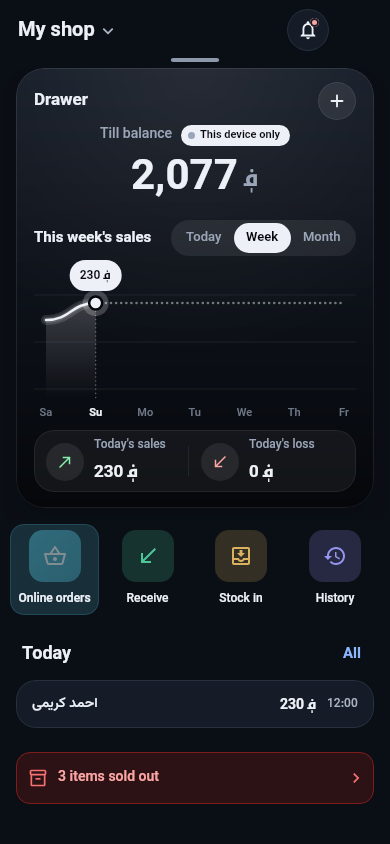 My shop
Drawer
Till balance
This device only
2,077 ؋
This week's sales
Today
Week
Month
230 ؋
Sa
Su
Mo
Tu
We
Th
Fr
Today's sales
230 ؋
Today's loss
0 ؋
Online orders
Receive
Stock in
History
Today
All
احمد کریمی
230 ؋
12:00
3 items sold out